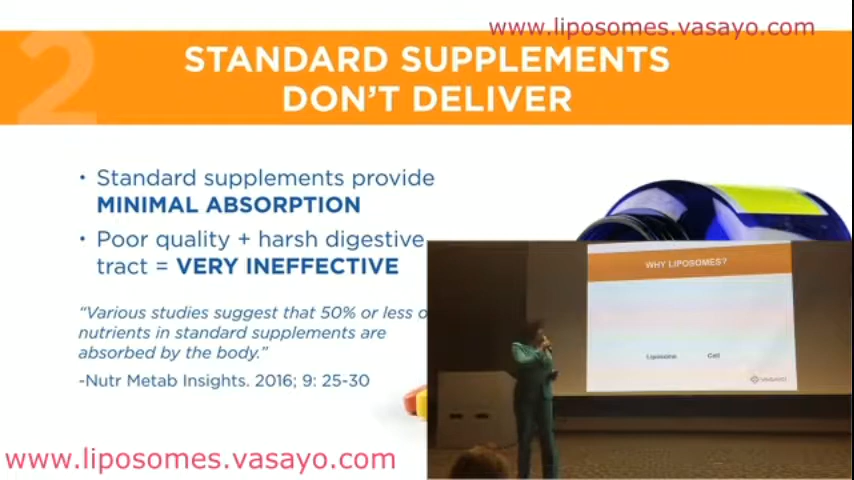 www.liposomes.vasayo.com
2
STANDARD SUPPLEMENTS
DON'T DELIVER
• Standard supplements provide
MINIMAL ABSORPTION
• Poor quality + harsh digestive
tract = VERY INEFFECTIVE
"Various studies suggest that 50% or less o
nutrients in standard supplements are
absorbed by the body."
-Nutr Metab Insights. 2016; 9: 25-30
WHY LIPOSOMES?
Liposome Cell
VASAYO
www.liposomes.vasayo.com